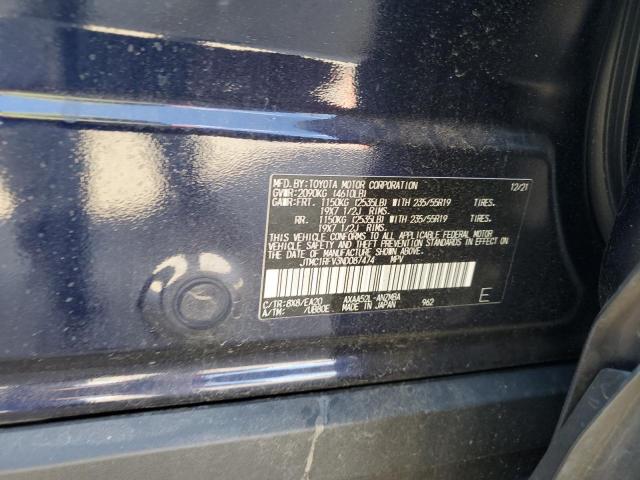 MFD.BY:TOYOTA MOTOR CORPORATION 12/21
GVWR:2090KG (4610LB)
GAWR:FRT. 1150KG (2535LB) WITH 235/55R19 TIRES.
19X7 1/2J RIMS.
RR. 1150KG (2535LB) WITH 235/55R19 TIRES.
19X7 1/2J RIMS.
THIS VEHICLE CONFORMS TO ALL APPLICABLE FEDERAL MOTOR
VEHICLE SAFETY AND THEFT PREVENTION STANDARDS IN EFFECT ON THE
DATE OF MANUFACTURE SHOWN ABOVE.
JTMC1RFV3ND087474 MPV
C/TR:8X8/EA20 AXAA52L-ANZMBA E
A/TM: /UB80E MADE IN JAPAN 962